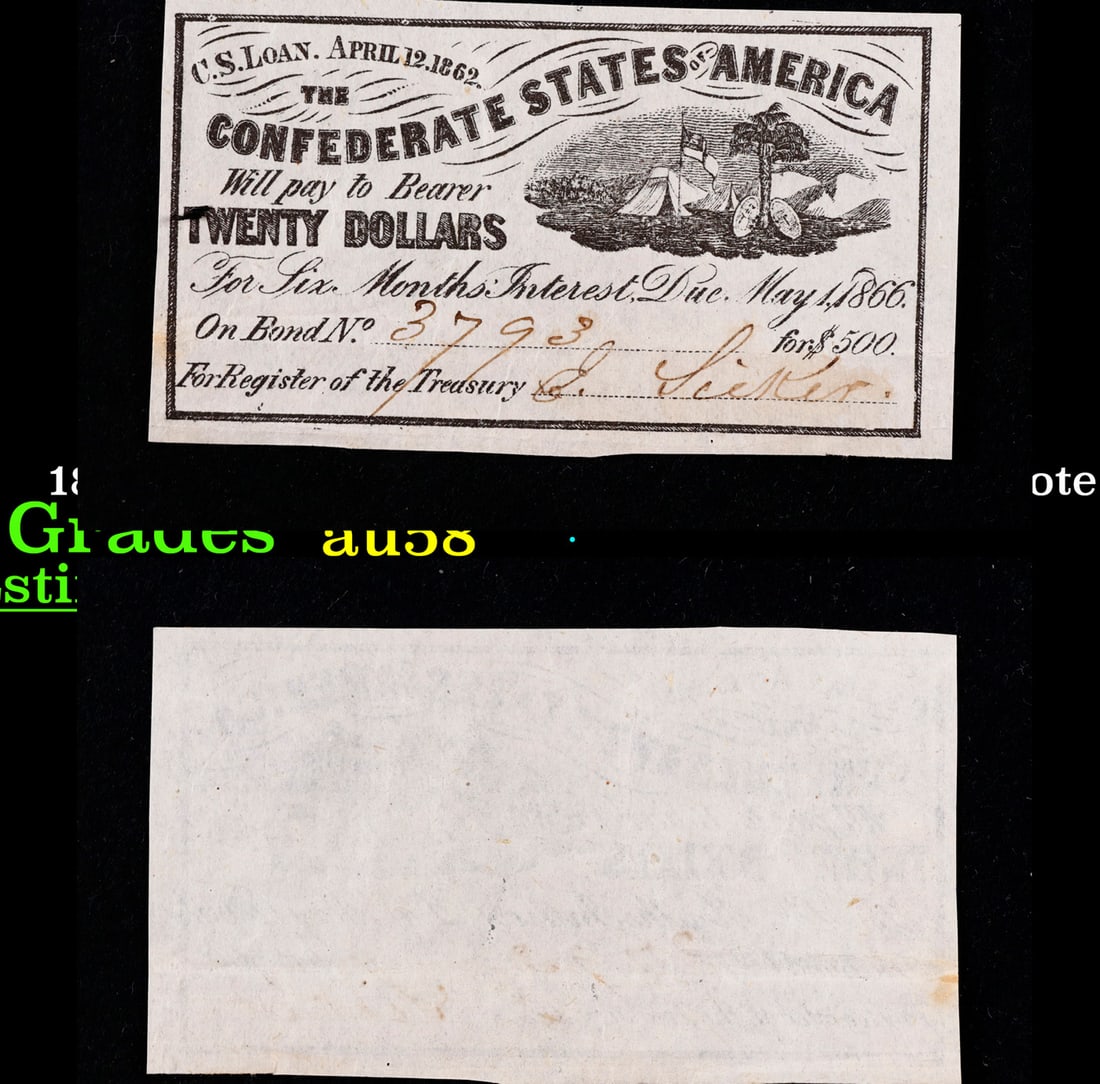 C.S.LOAN. APRIL 12.1862.
THE
CONFEDERATE STATES OF AMERICA
Will pay to Bearer
TWENTY DOLLARS
For Six Months' Interest, Due May 1, 1866.
On Bond No. 3793 for $500.
For Register of the Treasury
ote
Grades au58